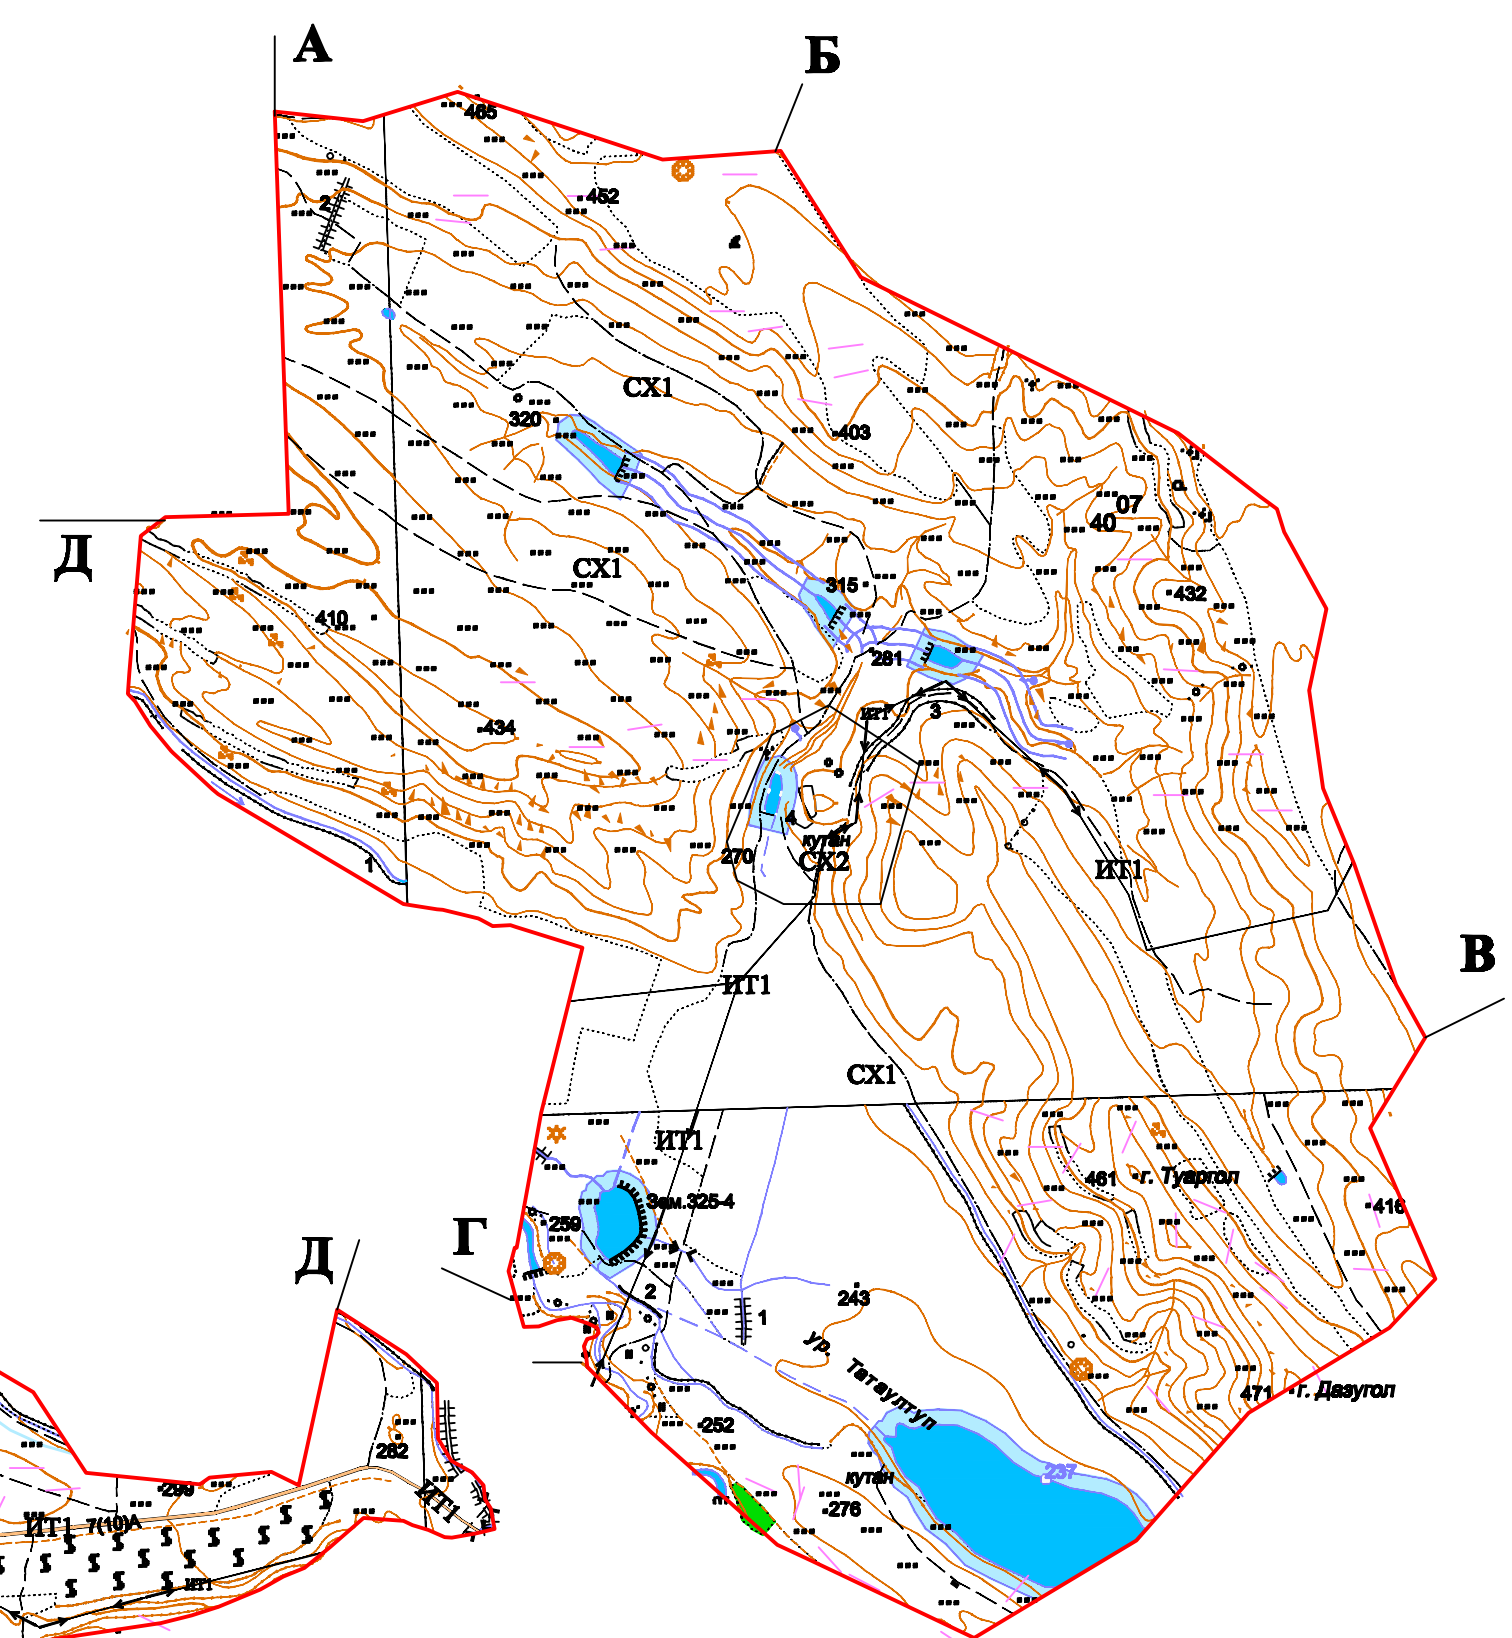 А
Б
465
452
2
СХ1
320
403
07
40
Д
СХ1
315
432
410
281
434
3
ИТ1
4
кутан
270
СХ2
ИТ1
1
В
ИТ1
СХ1
ИТ1
461
г. Туаргол
Зем.325-4
416
Г
259
Д
2
243
1
ур. Татаултуп
471
г. Дазугол
252
282
237
кутан
ИТ1
299
276
ИТ1
7(10)А
ИТ1